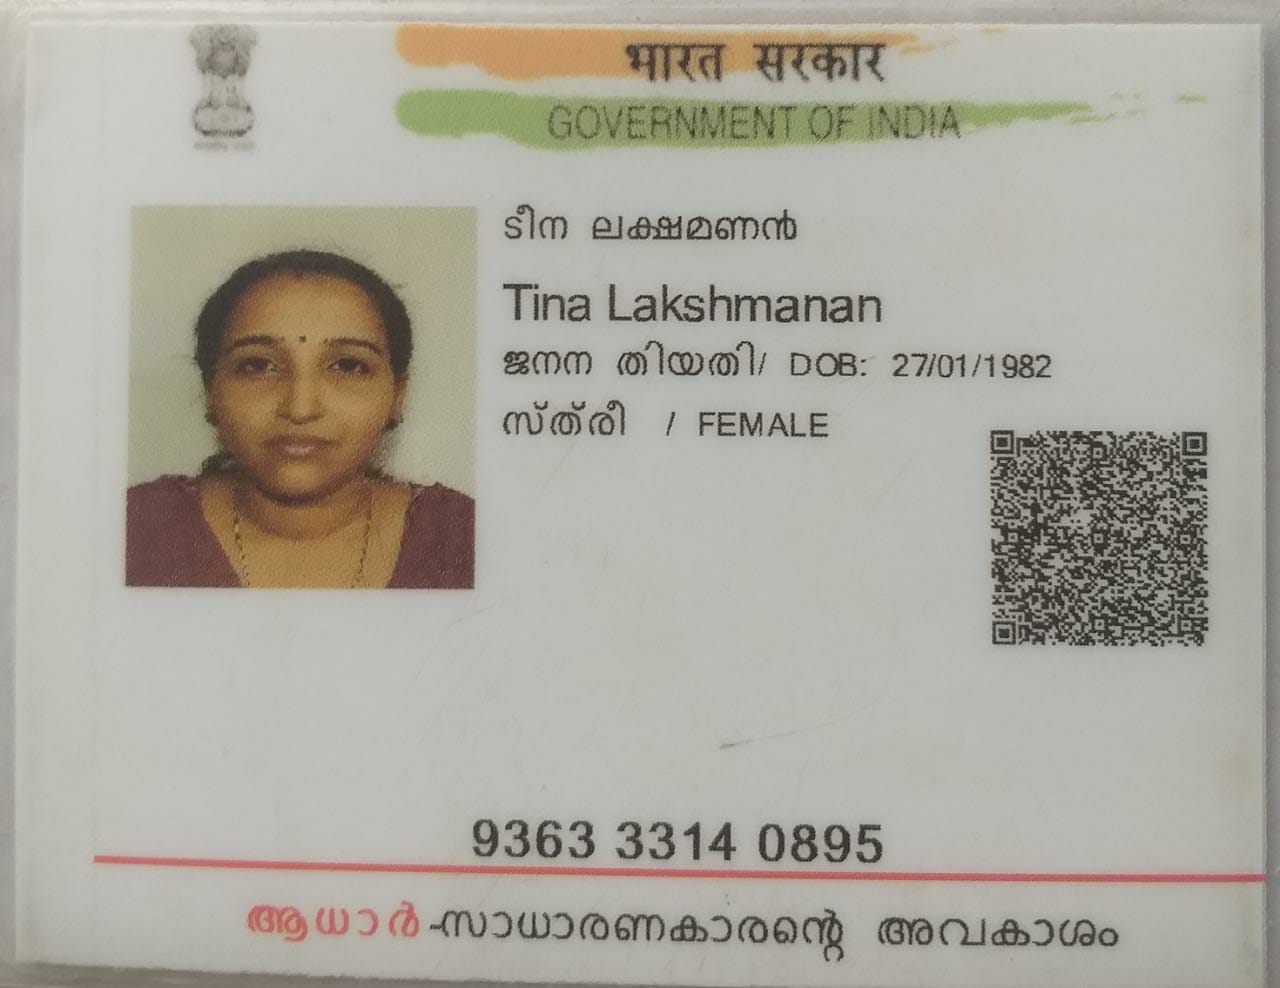 भारत सरकार
GOVERNMENT OF INDIA
ടീന ലക്ഷമണൻ
Tina Lakshmanan
ജനന തിയതി/ DOB: 27/01/1982
സ്ത്രീ / FEMALE
9363 3314 0895
ആധാർ-സാധാരണകാരന്റെ അവകാശം